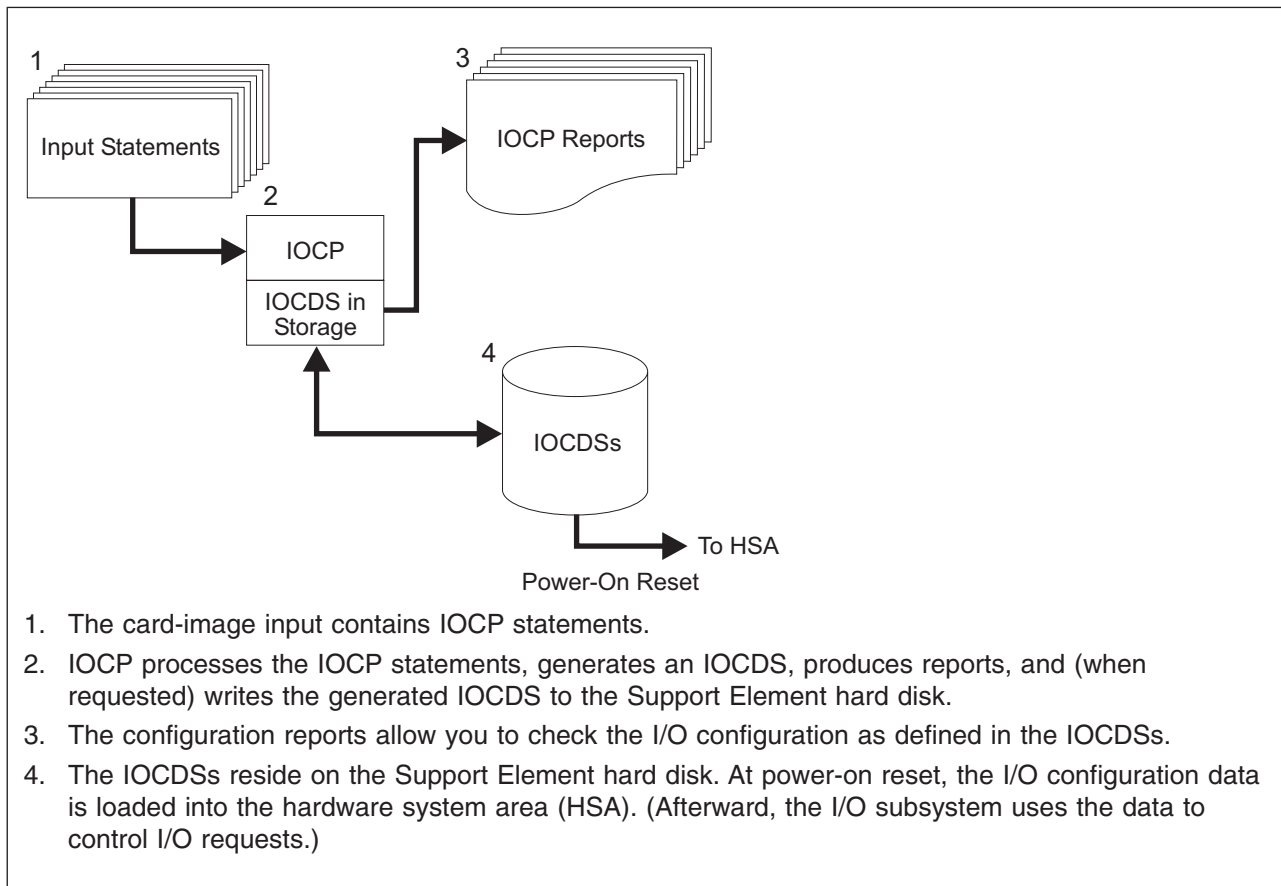 1
Input Statements
2
IOCP
IOCDS in
Storage
3
IOCP Reports
4
IOCDSs
To HSA
Power-On Reset
1. The card-image input contains IOCP statements.
2. IOCP processes the IOCP statements, generates an IOCDS, produces reports, and (when
requested) writes the generated IOCDS to the Support Element hard disk.
3. The configuration reports allow you to check the I/O configuration as defined in the IOCDSs.
4. The IOCDSs reside on the Support Element hard disk. At power-on reset, the I/O configuration data
is loaded into the hardware system area (HSA). (Afterward, the I/O subsystem uses the data to
control I/O requests.)